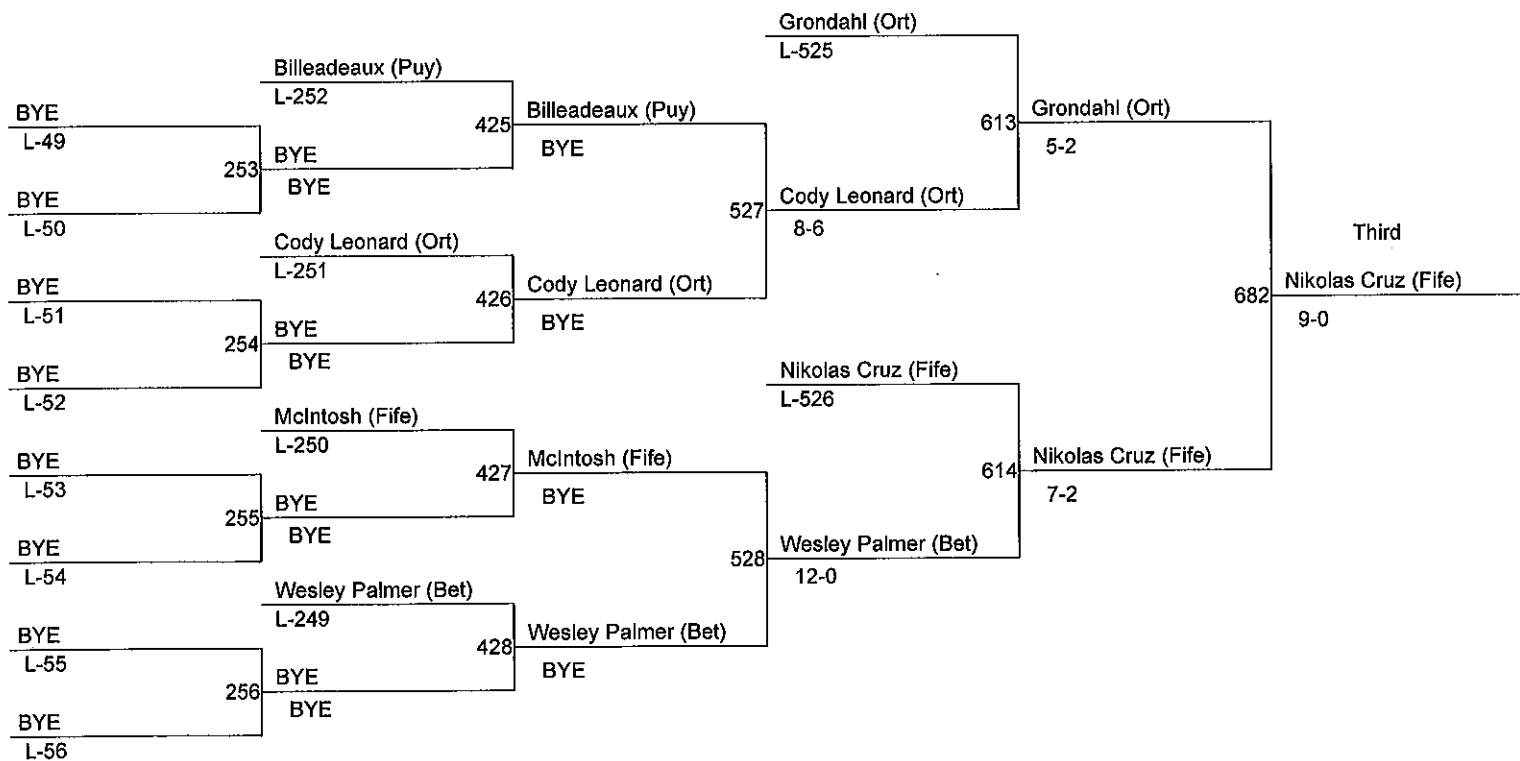 BYE
L-49
BYE
L-50
253
BYE
L-51
BYE
L-52
254
BYE
L-53
BYE
L-54
255
BYE
L-55
BYE
L-56
256
Billeadeaux (Puy)
L-252
BYE
BYE
425
Cody Leonard (Ort)
L-251
BYE
BYE
426
McIntosh (Fife)
L-250
BYE
BYE
427
Wesley Palmer (Bet)
L-249
BYE
BYE
428
Billeadeaux (Puy)
BYE
Cody Leonard (Ort)
BYE
527
McIntosh (Fife)
BYE
Wesley Palmer (Bet)
BYE
528
Grondahl (Ort)
L-525
Cody Leonard (Ort)
8-6
613
Nikolas Cruz (Fife)
L-526
Wesley Palmer (Bet)
12-0
614
Grondahl (Ort)
5-2
Nikolas Cruz (Fife)
7-2
682
Third
Nikolas Cruz (Fife)
9-0